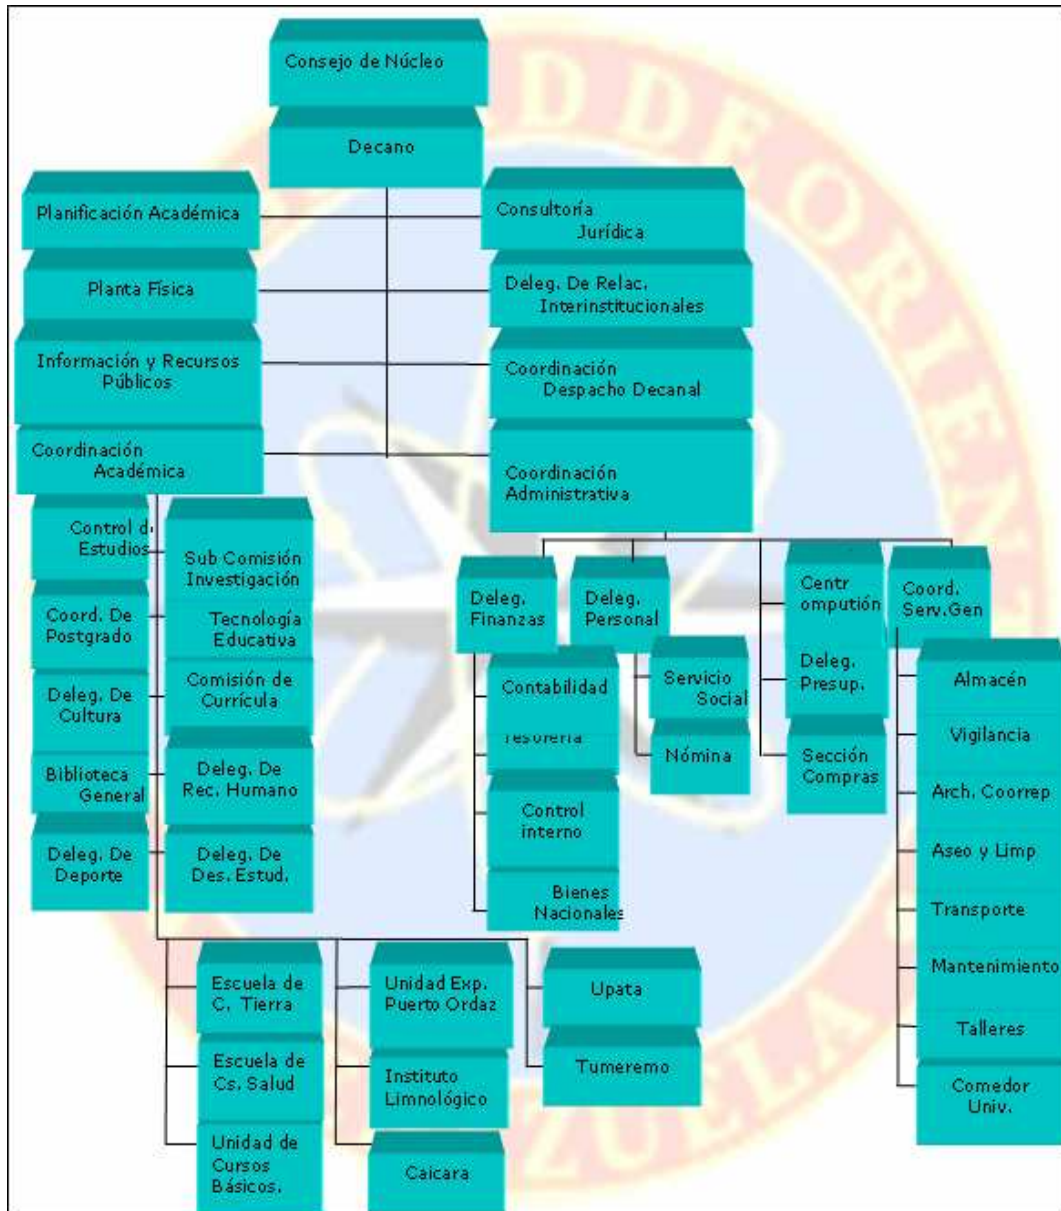 Consejo de Núcleo
Decano
Planificación Académica
Consultoría
Jurídica
Planta Física
Deleg. De Relac.
Interinstitucionales
Información y Recursos
Públicos
Coordinación
Despacho Decanal
Coordinación
Académica
Coordinación
Administrativa
Control d
Estudios
Sub Comisión
Investigación
Coord. De
Postgrado
Tecnología
Educativa
Deleg. De
Cultura
Comisión de
Currícula
Biblioteca
General
Deleg. De
Rec. Humano
Deleg. De
Deporte
Deleg. De
Des. Estud.
Deleg.
Finanzas
Deleg.
Personal
Centr
omputión
Coord.
Serv.Gen
Contabilidad
Tesorería
Control
interno
Bienes
Nacionales
Servicio
Social
Nómina
Deleg.
Presup.
Sección
Compras
Almacén
Vigilancia
Arch. Coorrep
Aseo y Limp
Transporte
Mantenimiento
Talleres
Comedor
Univ.
Escuela de
C. Tierra
Escuela de
Cs. Salud
Unidad de
Cursos
Básicos.
Unidad Exp.
Puerto Ordaz
Instituto
Limnológico
Caicara
Upata
Tumeremo
D DE ORIEN
ZUELA